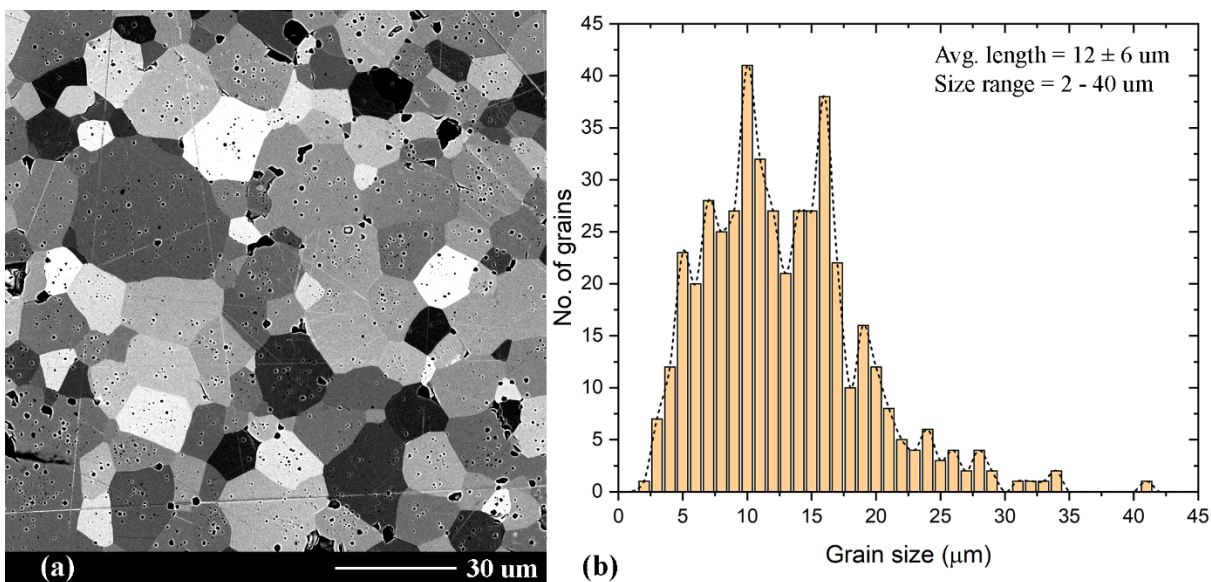 (a)
30 um
(b)
Avg. length = 12 ± 6 um
Size range = 2 - 40 um
No. of grains
45
40
35
30
25
20
15
10
5
0
0 5 10 15 20 25 30 35 40 45
Grain size (μm)